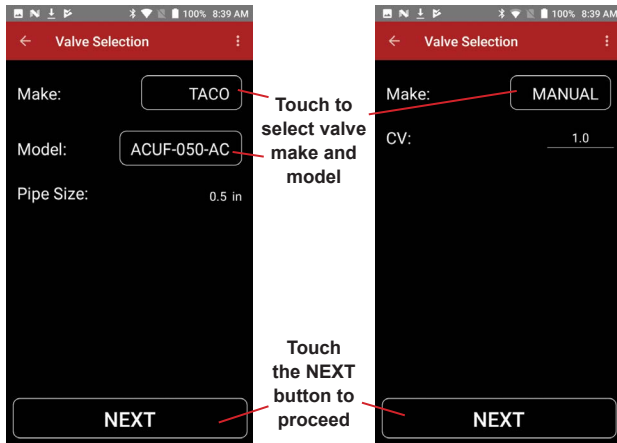 100% 8:39 AM
Valve Selection
Make: TACO
Model: ACUF-050-AC
Pipe Size: 0.5 in
NEXT
Touch to
select valve
make and
model
Touch
the NEXT
button to
proceed
100% 8:39 AM
Valve Selection
Make: MANUAL
CV: 1.0
NEXT